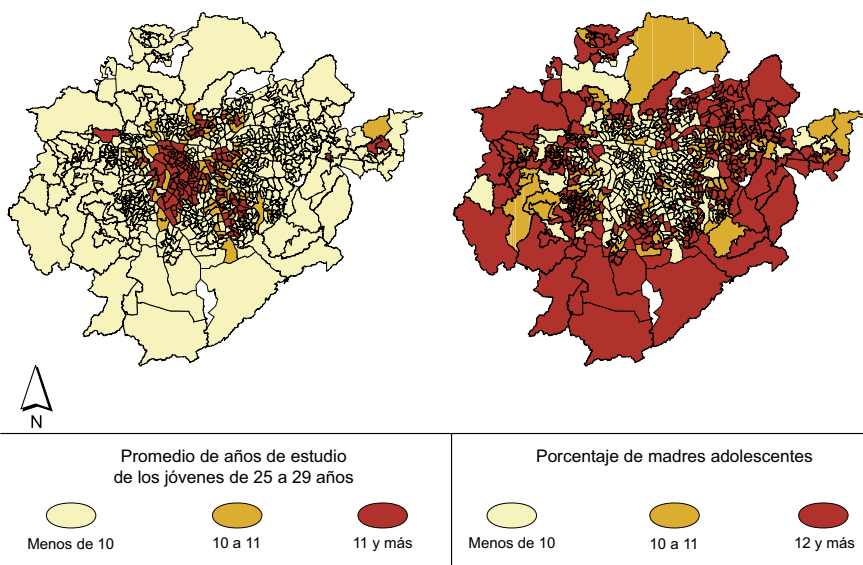 N
Promedio de años de estudio
de los jóvenes de 25 a 29 años
Menos de 10
10 a 11
11 y más
Porcentaje de madres adolescentes
Menos de 10
10 a 11
12 y más